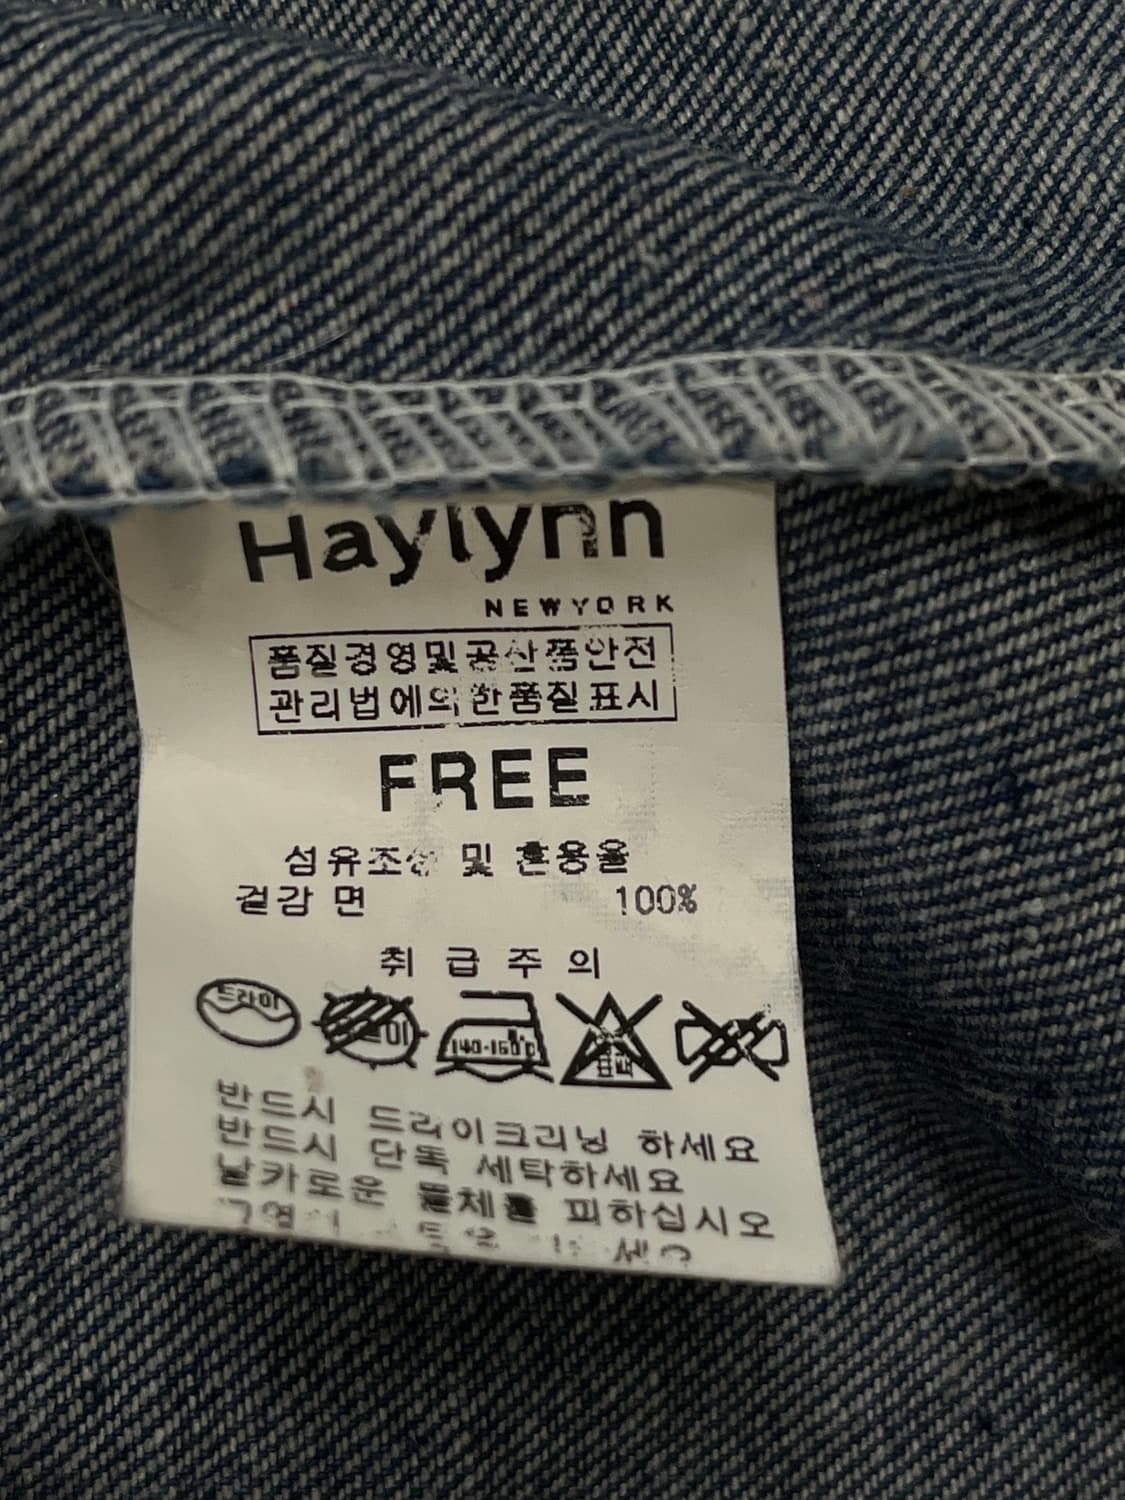 Haylynn
NEWYORK
품질경영및공산품안전
관리법에의한품질표시
FREE
섬유조성 및 혼용율
겉감 면 100%
취급주의
드라이 140-160℃ 표백
반드시 드라이크리닝 하세요
반드시 단독 세탁하세요
날카로운 물체를 피하십시오